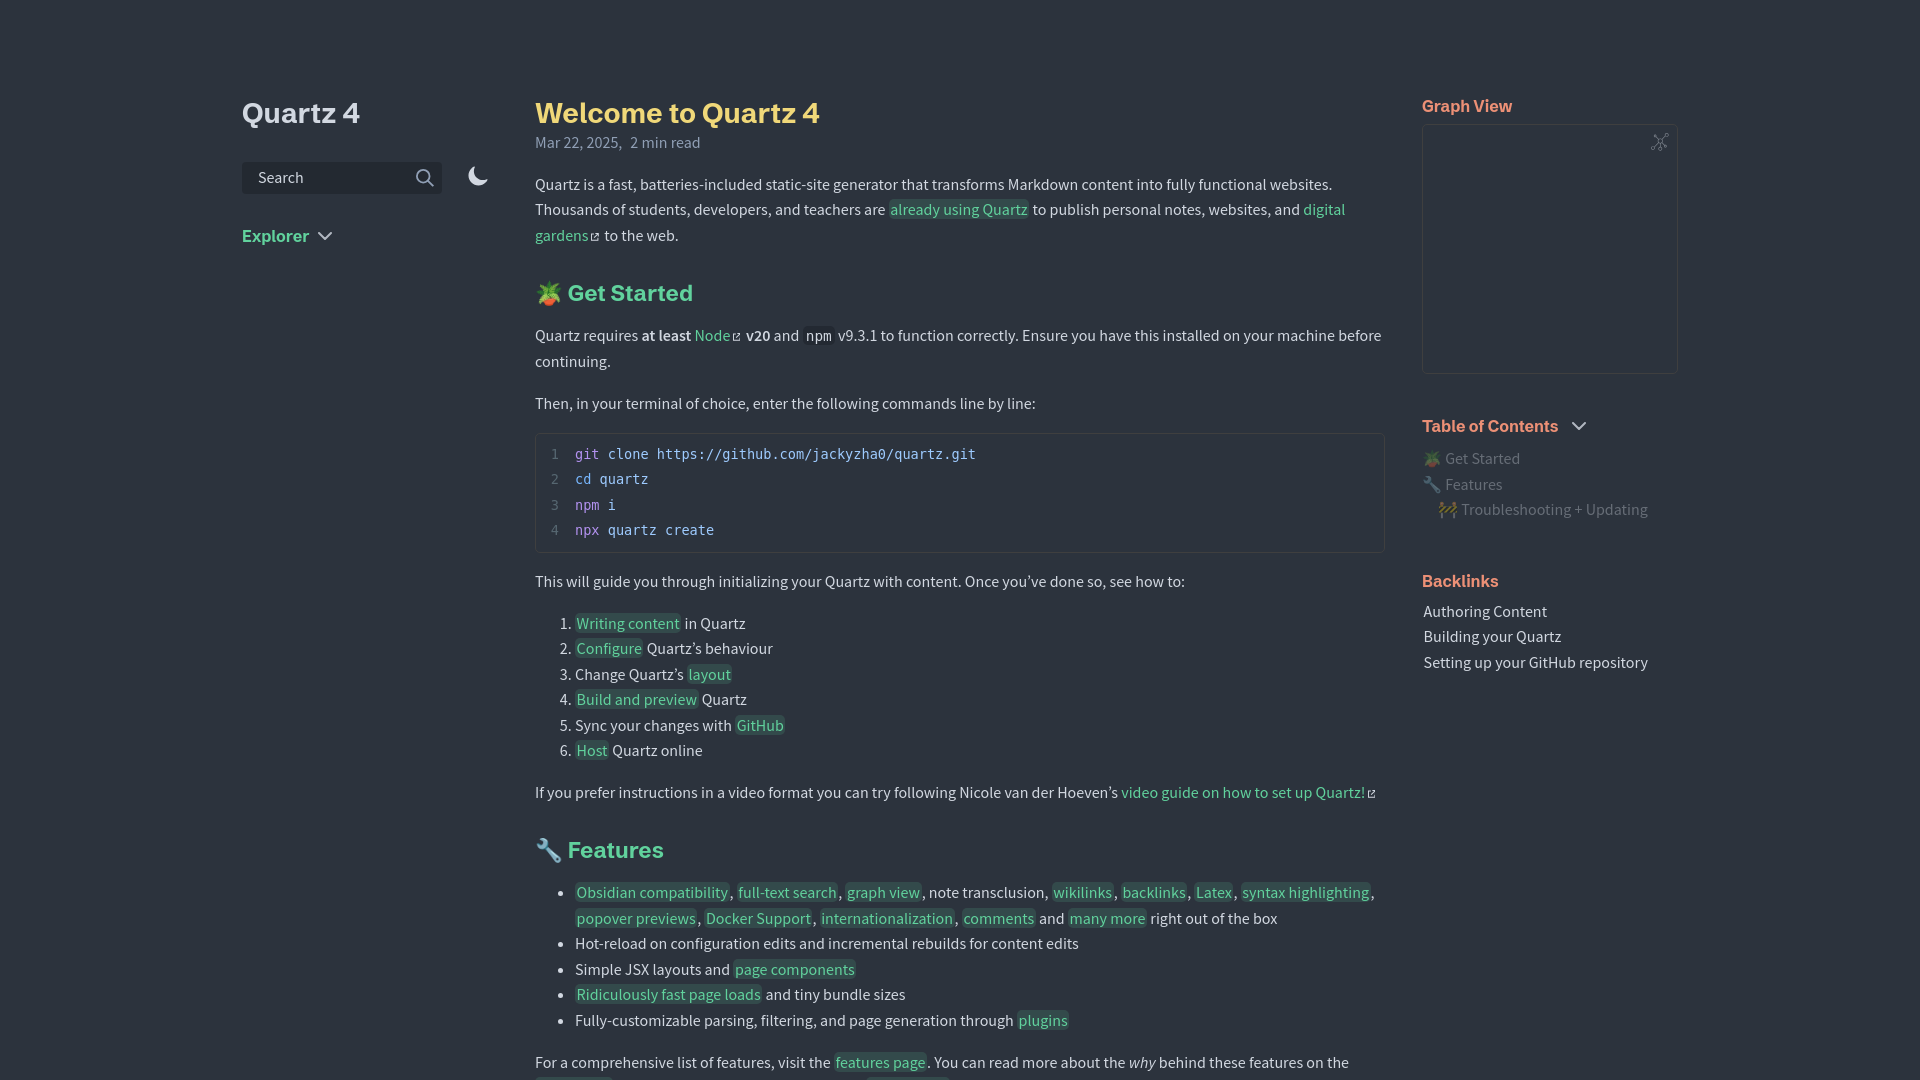 Quartz 4
Search
Explorer
Welcome to Quartz 4
Mar 22, 2025, 2 min read
Quartz is a fast, batteries-included static-site generator that transforms Markdown content into fully functional websites.
Thousands of students, developers, and teachers are already using Quartz to publish personal notes, websites, and digital
gardens to the web.
🪴 Get Started
Quartz requires at least Node v20 and npm v9.3.1 to function correctly. Ensure you have this installed on your machine before
continuing.
Then, in your terminal of choice, enter the following commands line by line:
1 git clone https://github.com/jackyzha0/quartz.git
2 cd quartz
3 npm i
4 npx quartz create
This will guide you through initializing your Quartz with content. Once you’ve done so, see how to:
1. Writing content in Quartz
2. Configure Quartz’s behaviour
3. Change Quartz’s layout
4. Build and preview Quartz
5. Sync your changes with GitHub
6. Host Quartz online
If you prefer instructions in a video format you can try following Nicole van der Hoeven’s video guide on how to set up Quartz!
🔧 Features
• Obsidian compatibility, full-text search, graph view, note transclusion, wikilinks, backlinks, Latex, syntax highlighting,
popover previews, Docker Support, internationalization, comments and many more right out of the box
• Hot-reload on configuration edits and incremental rebuilds for content edits
• Simple JSX layouts and page components
• Ridiculously fast page loads and tiny bundle sizes
• Fully-customizable parsing, filtering, and page generation through plugins
For a comprehensive list of features, visit the features page. You can read more about the why behind these features on the
Graph View
Table of Contents
🪴 Get Started
🔧 Features
🚧 Troubleshooting + Updating
Backlinks
Authoring Content
Building your Quartz
Setting up your GitHub repository